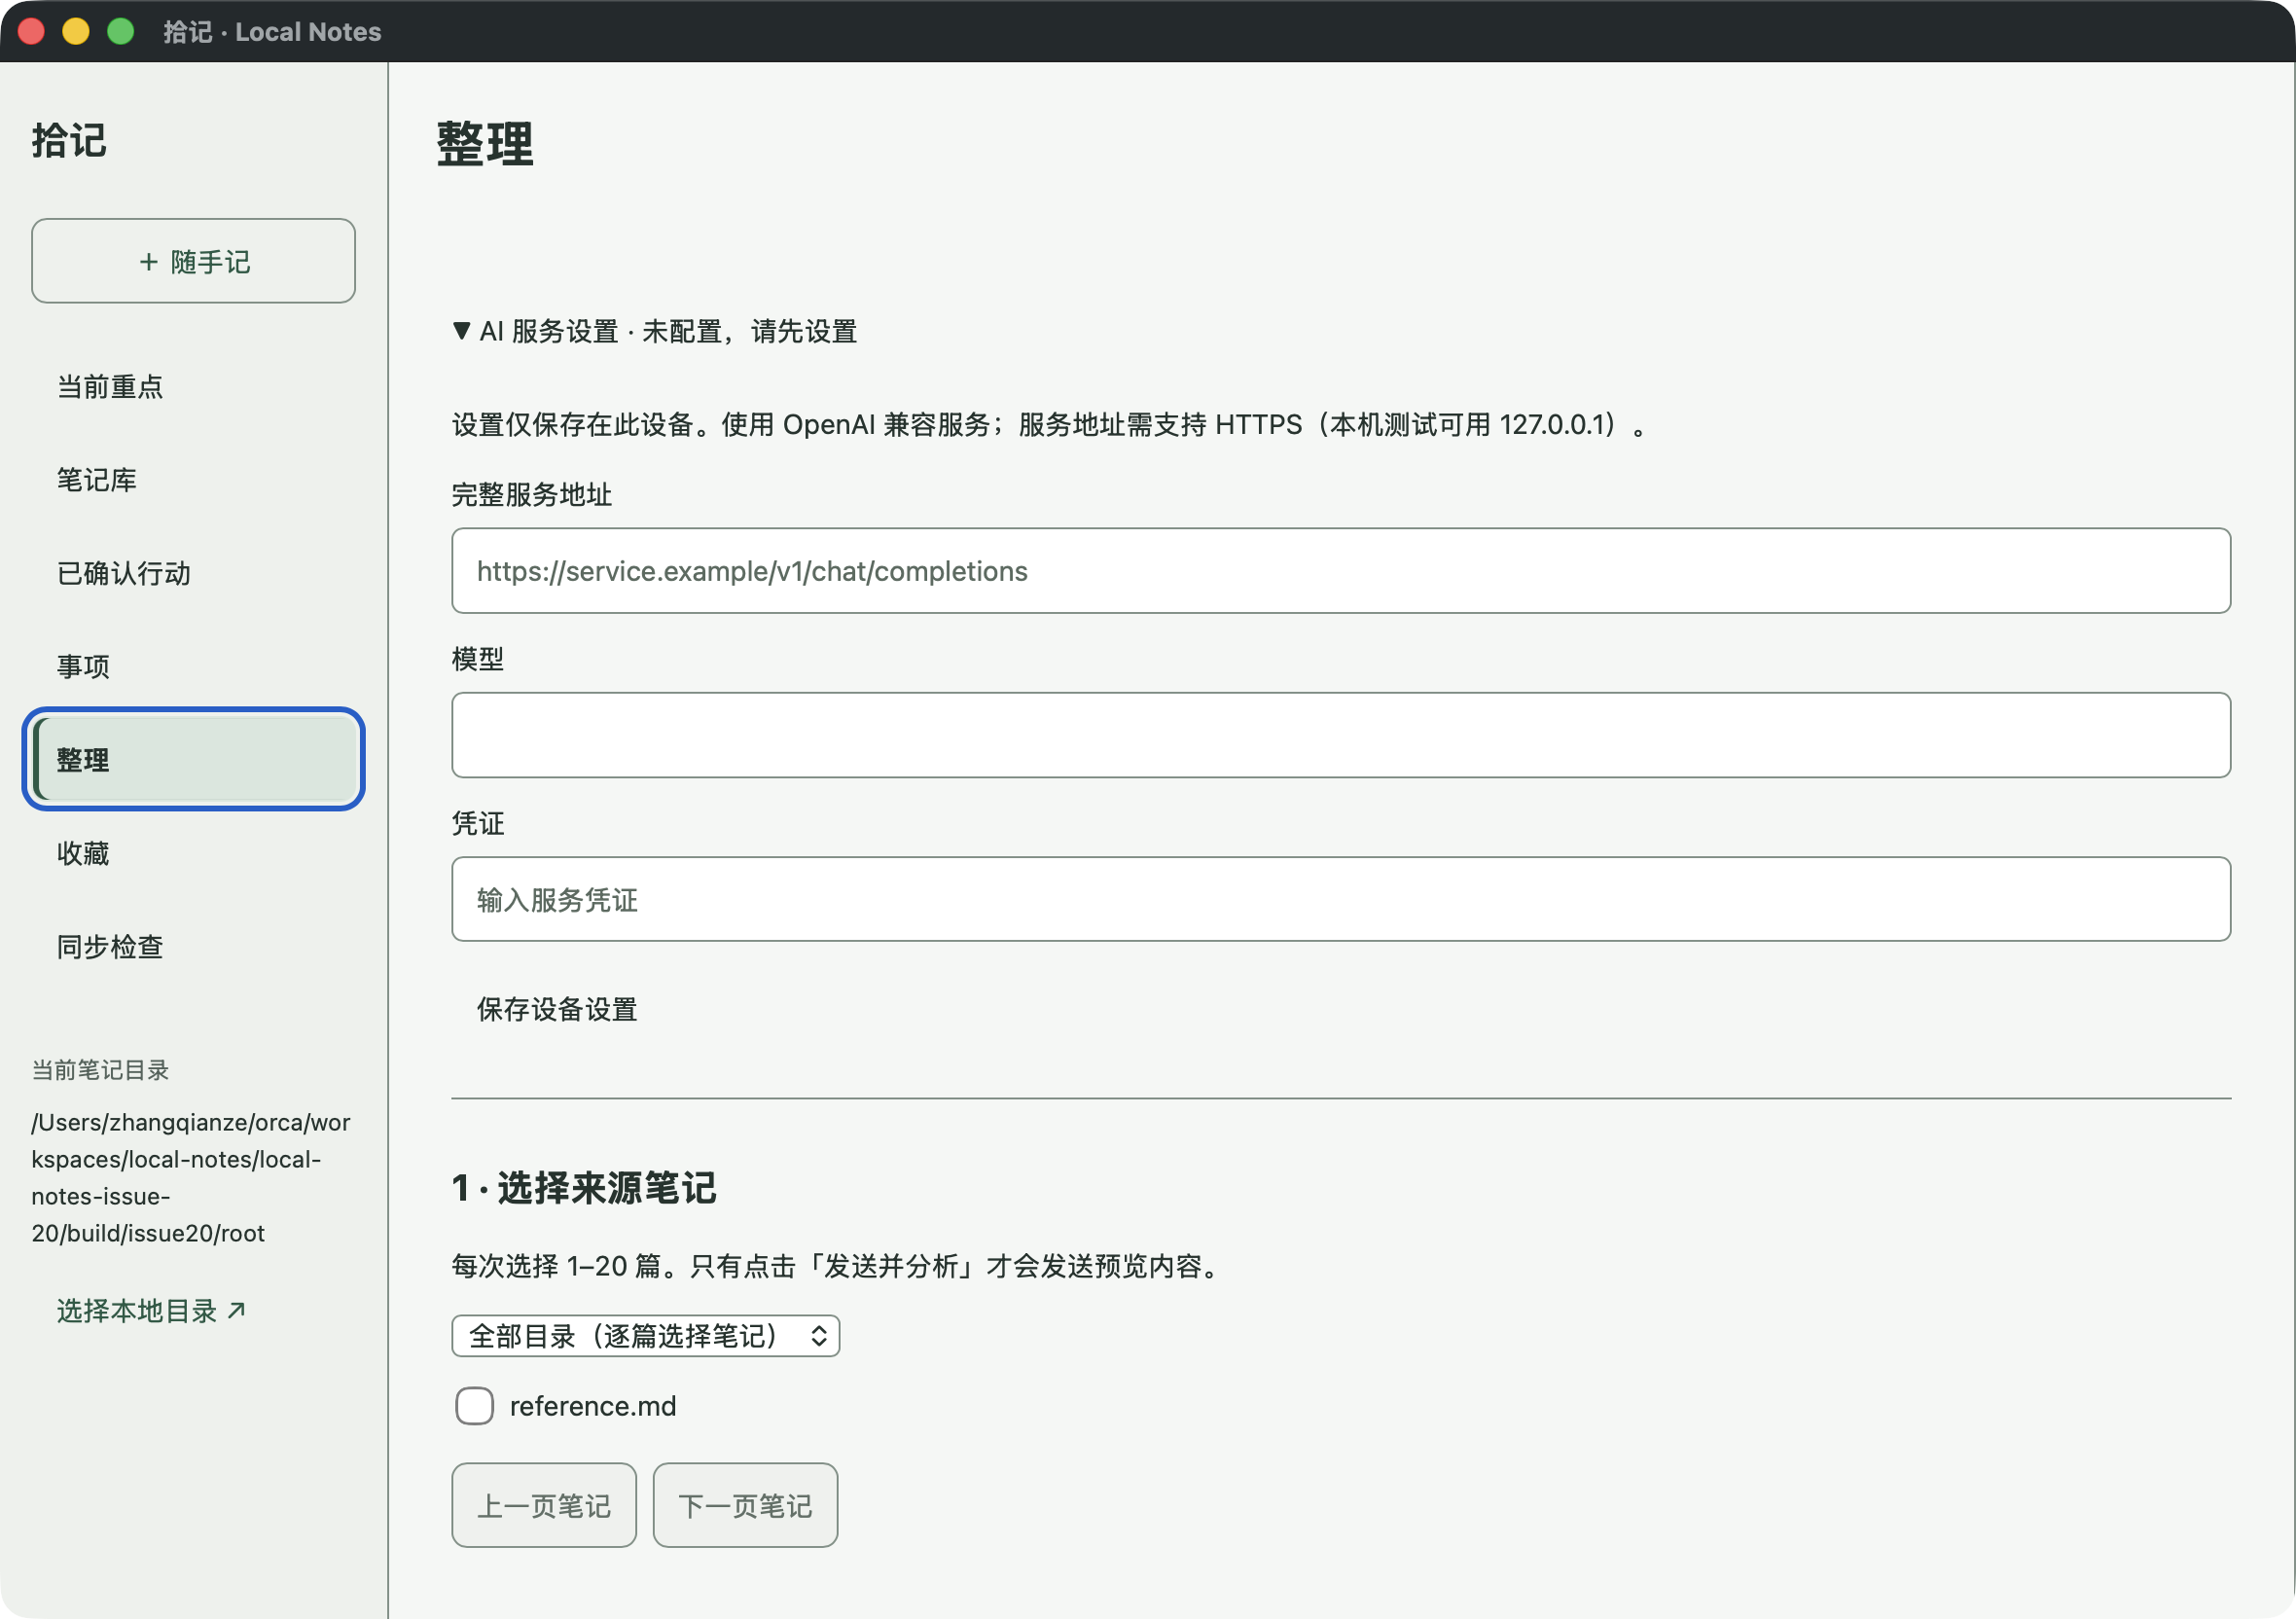 拾记 · Local Notes
拾记
+ 随手记
当前重点
笔记库
已确认行动
事项
整理
收藏
同步检查
当前笔记目录
/Users/zhangqianze/orca/wor
kspaces/local-notes/local-
notes-issue-
20/build/issue20/root
选择本地目录 ↗
整理
▼ AI 服务设置 · 未配置，请先设置
设置仅保存在此设备。使用 OpenAI 兼容服务；服务地址需支持 HTTPS（本机测试可用 127.0.0.1）。
完整服务地址
https://service.example/v1/chat/completions
模型
凭证
输入服务凭证
保存设备设置
1 · 选择来源笔记
每次选择 1–20 篇。只有点击「发送并分析」才会发送预览内容。
全部目录（逐篇选择笔记）
reference.md
上一页笔记 下一页笔记